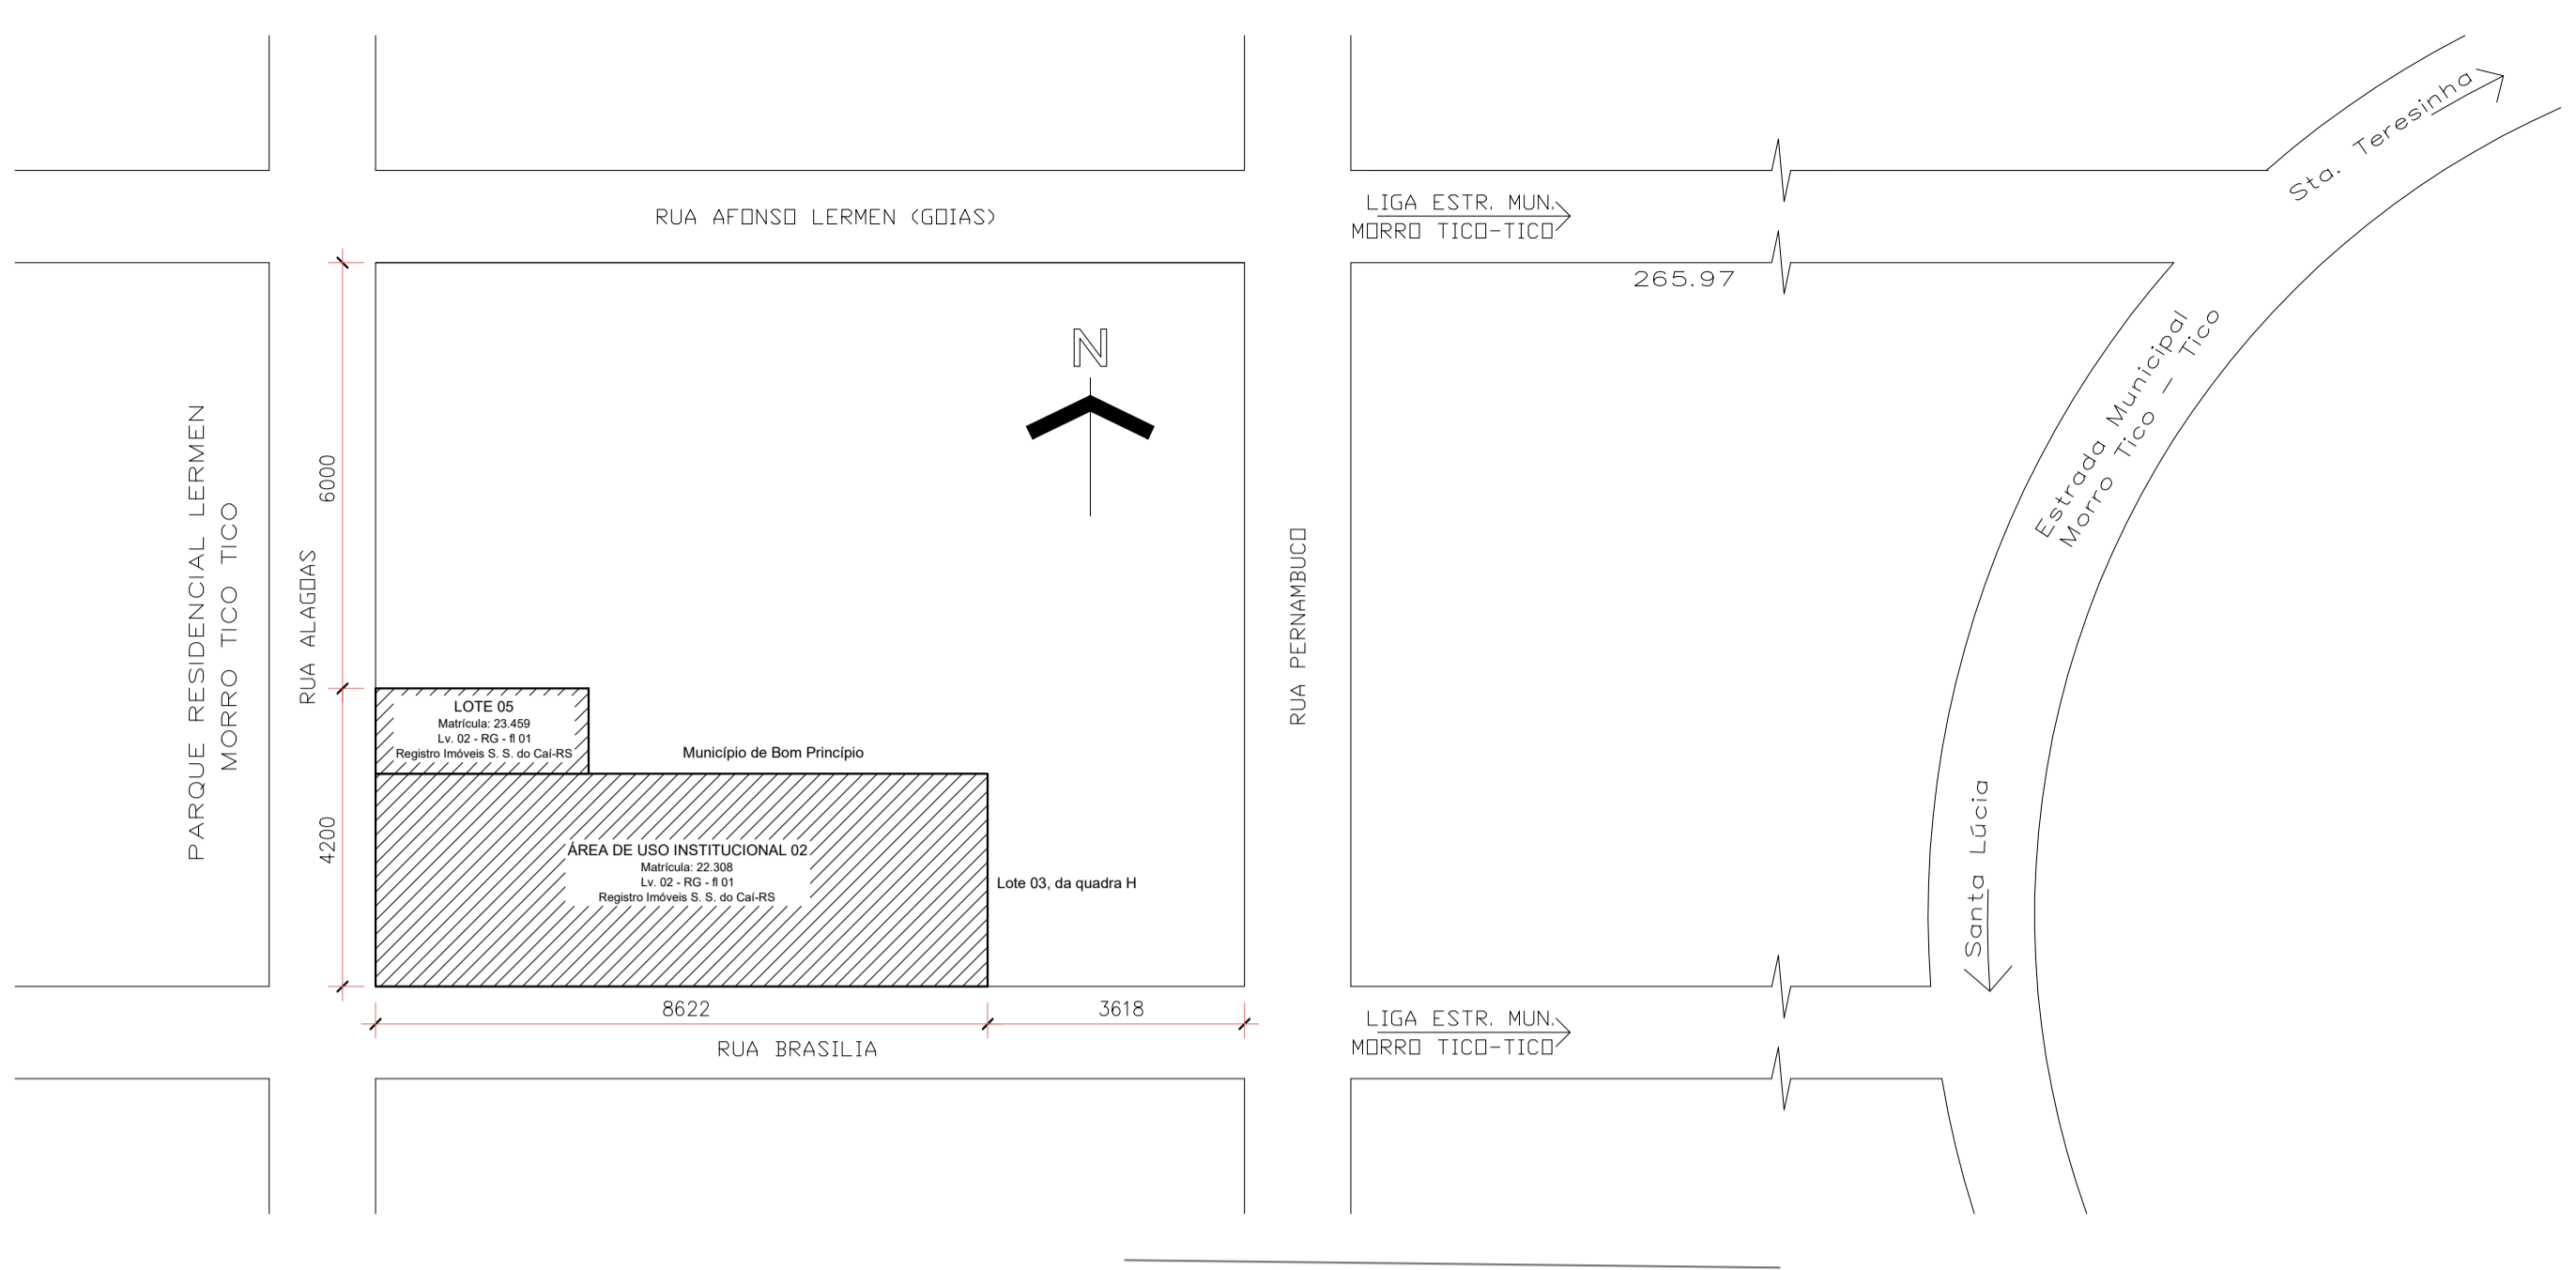 Sta. Teresinha
LIGA ESTR. MUN.
MORRO TICO-TICO
RUA AFONSO LERMEN (GOIAS)
265.97
N
Estrada Municipal
Morro Tico - Tico
PARQUE RESIDENCIAL LERMEN
MORRO TICO TICO
6000
RUA ALAGOAS
RUA PERNAMBUCO
LOTE 05
Matrícula: 23.459
Lv. 02 - RG - fl 01
Registro Imóveis S. S. do Caí-RS
Município de Bom Princípio
4200
ÁREA DE USO INSTITUCIONAL 02
Matrícula: 22.308
Lv. 02 - RG - fl 01
Registro Imóveis S. S. do Caí-RS
Lote 03, da quadra H
Santa Lúcia
8622
3618
RUA BRASILIA
LIGA ESTR. MUN.
MORRO TICO-TICO